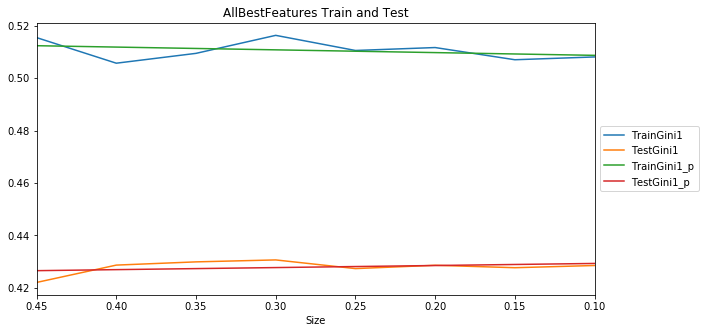 AllBestFeatures Train and Test
0.52
0.50
0.48
0.46
0.44
0.42
0.45 0.40 0.35 0.30 0.25 0.20 0.15 0.10
Size
TrainGini1
TestGini1
TrainGini1_p
TestGini1_p